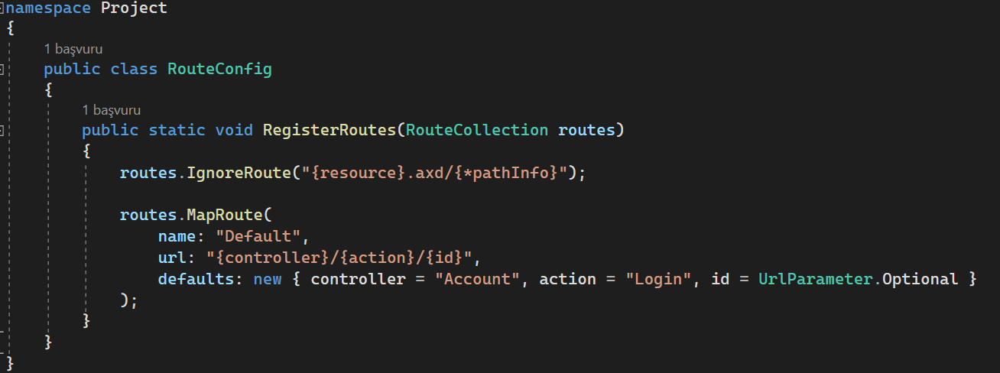 namespace Project
{
1 başvuru
public class RouteConfig
{
1 başvuru
public static void RegisterRoutes(RouteCollection routes)
{
routes.IgnoreRoute("{resource}.axd/{*pathInfo}");
routes.MapRoute(
name: "Default",
url: "{controller}/{action}/{id}",
defaults: new { controller = "Account", action = "Login", id = UrlParameter.Optional }
);
}
}
}